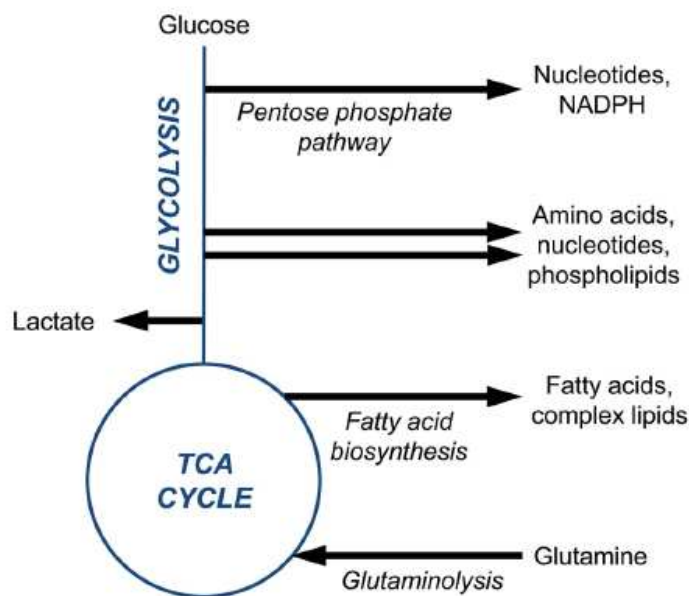 Glucose
Nucleotides,
NADPH
Pentose phosphate
pathway
GLYCOLYSIS
Amino acids,
nucleotides,
phospholipids
Lactate
Fatty acids,
complex lipids
Fatty acid
biosynthesis
TCA
CYCLE
Glutamine
Glutaminolysis